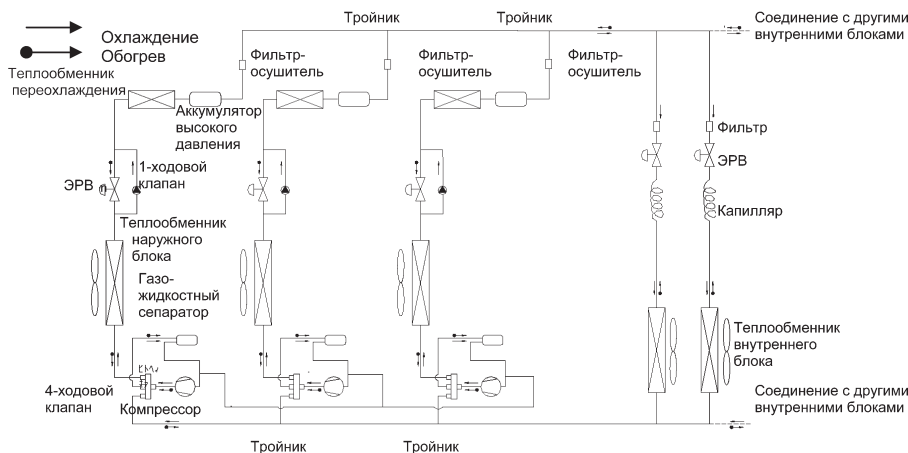 Охлаждение
Обогрев
Теплообменник
переохлаждения
Тройник
Тройник
Соединение с другими
внутренними блоками
Фильтр-
осушитель
Фильтр-
осушитель
Фильтр-
осушитель
Аккумулятор
высокого
давления
Фильтр
1-ходовой
клапан
ЭРВ
ЭРВ
Капилляр
Теплообменник
наружного
блока
Газо-
жидкостный
сепаратор
Теплообменник
внутреннего
блока
4-ходовой
клапан
Компрессор
Соединение с другими
внутренними блоками
Тройник
Тройник